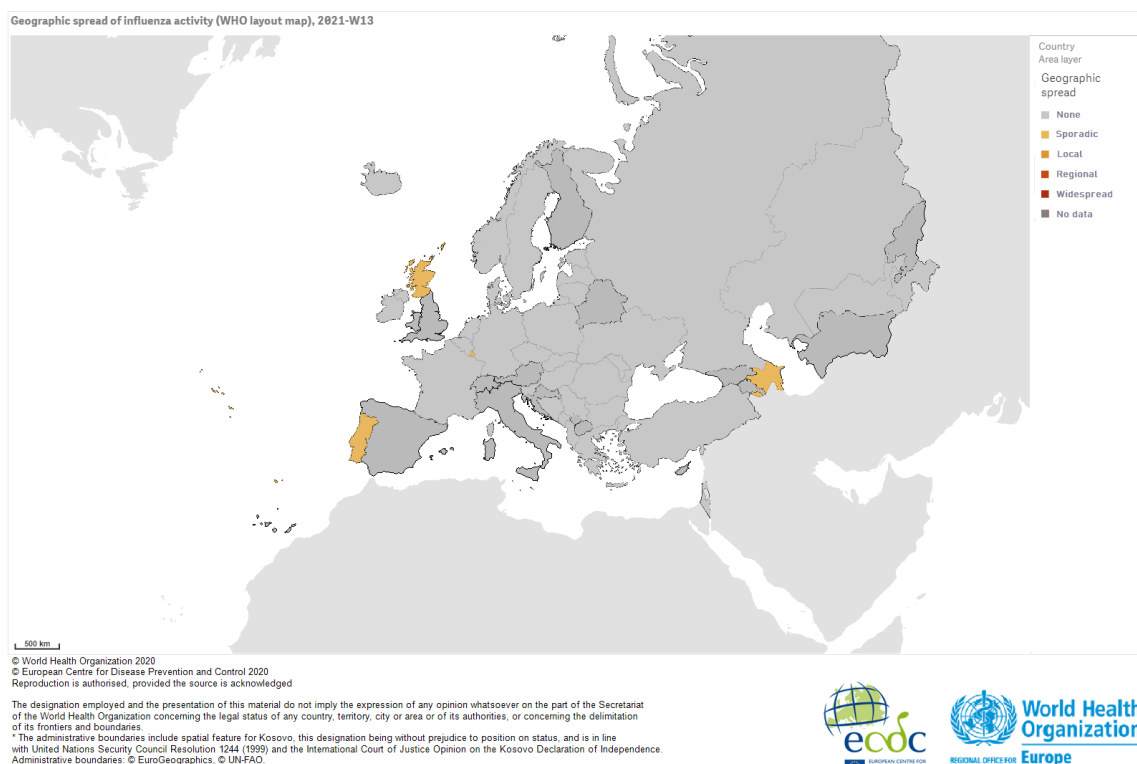 Geographic spread of influenza activity (WHO layout map), 2021-W13
Country
Area layer
Geographic
spread
None
Sporadic
Local
Regional
Widespread
No data
500 km
© World Health Organization 2020
© European Centre for Disease Prevention and Control 2020
Reproduction is authorised, provided the source is acknowledged
The designation employed and the presentation of this material do not imply the expression of any opinion whatsoever on the part of the Secretariat
of the World Health Organization concerning the legal status of any country, territory, city or area or of its authorities, or concerning the delimitation
of its frontiers and boundaries.
* The administrative boundaries include spatial feature for Kosovo, this designation being without prejudice to position on status, and is in line
with United Nations Security Council Resolution 1244 (1999) and the International Court of Justice Opinion on the Kosovo Declaration of Independence.
Administrative boundaries: © EuroGeographics, © UN-FAO.
ecdc
EUROPEAN CENTRE FOR
World Health
Organization
REGIONAL OFFICE FOR Europe